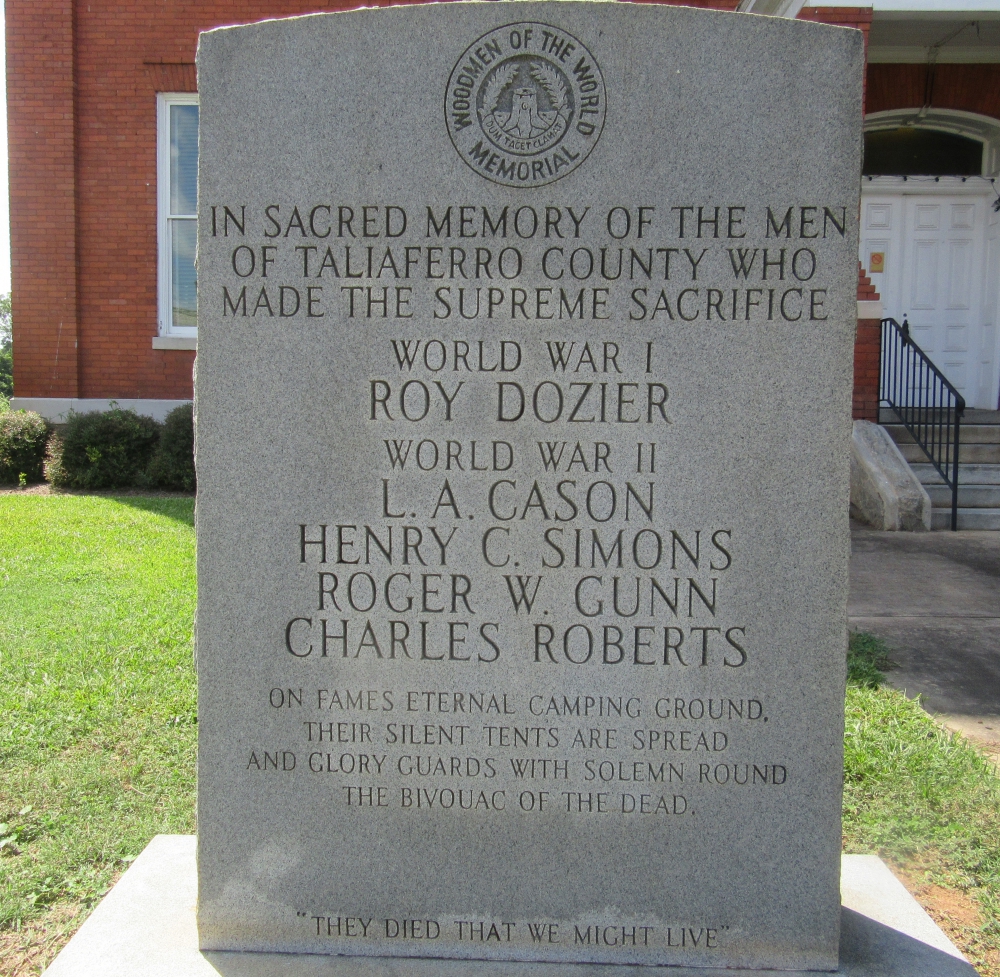 WOODMEN OF THE WORLD
MEMORIAL
DUM TACET CLAMAT
IN SACRED MEMORY OF THE MEN
OF TALIAFERRO COUNTY WHO
MADE THE SUPREME SACRIFICE
WORLD WAR I
ROY DOZIER
WORLD WAR II
L. A. CASON
HENRY C. SIMONS
ROGER W. GUNN
CHARLES ROBERTS
ON FAMES ETERNAL CAMPING GROUND,
THEIR SILENT TENTS ARE SPREAD
AND GLORY GUARDS WITH SOLEMN ROUND
THE BIVOUAC OF THE DEAD.
"THEY DIED THAT WE MIGHT LIVE"